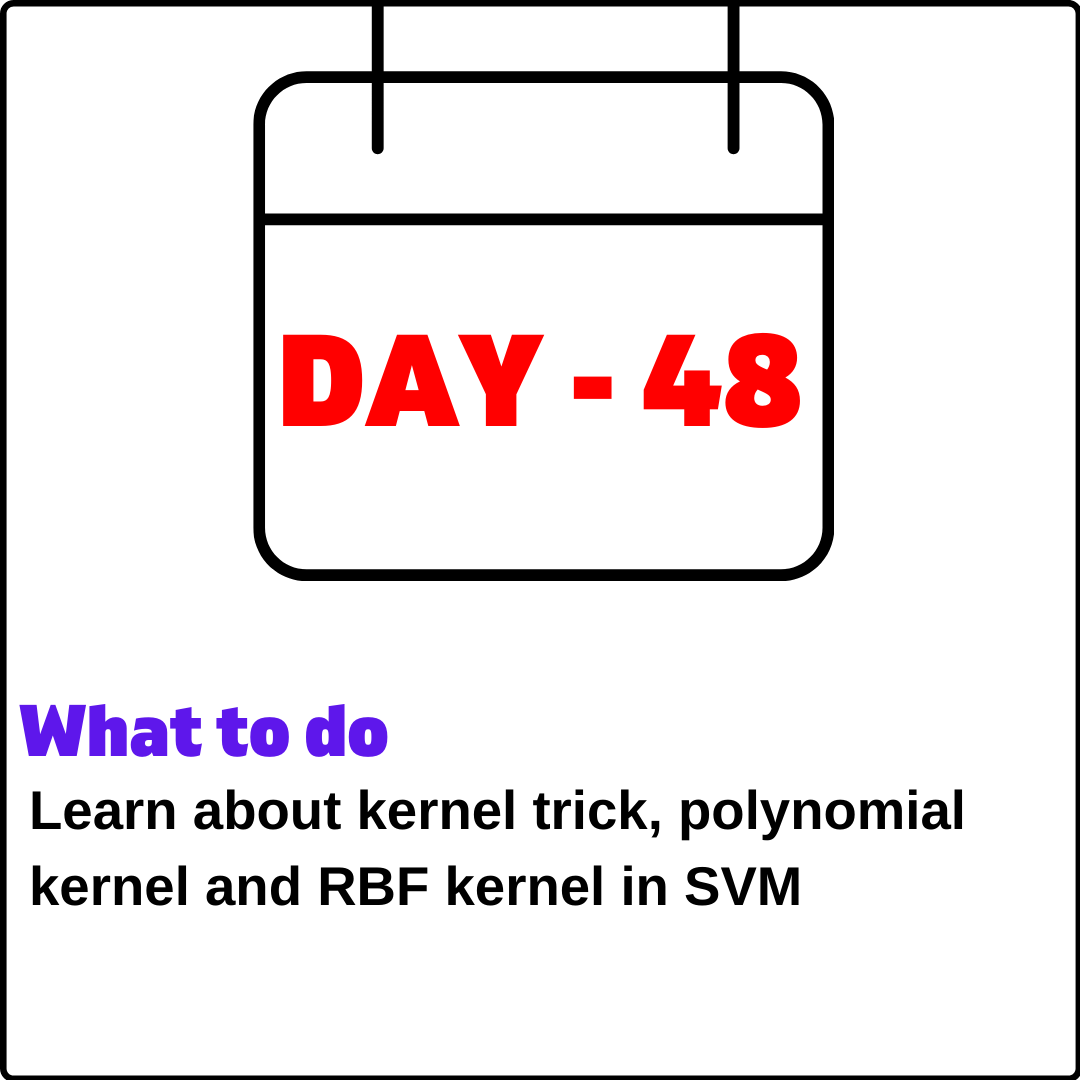 DAY - 48
What to do
Learn about kernel trick, polynomial
kernel and RBF kernel in SVM